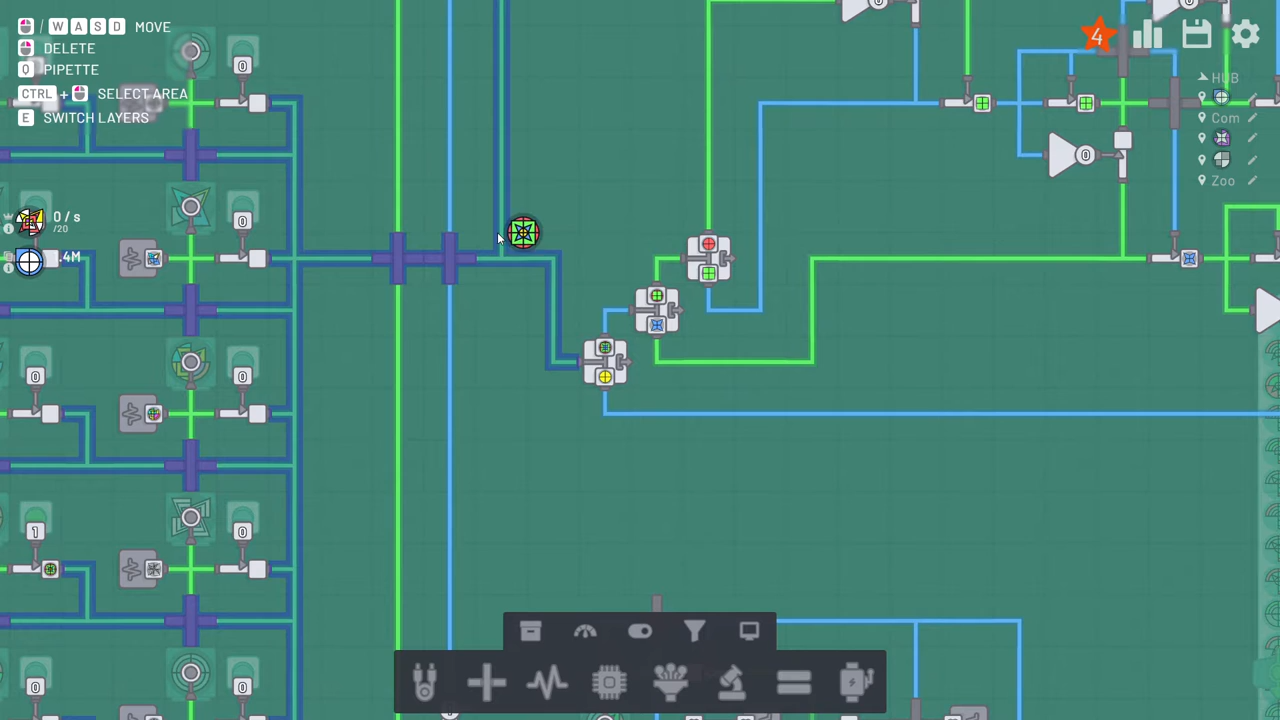 / W A S D MOVE
DELETE
Q PIPETTE
CTRL + SELECT AREA
E SWITCH LAYERS
4
HUB
Com
Zoo
0 / s
/20
.4M
0
0
0
0
0
0
0
1
0
0
0